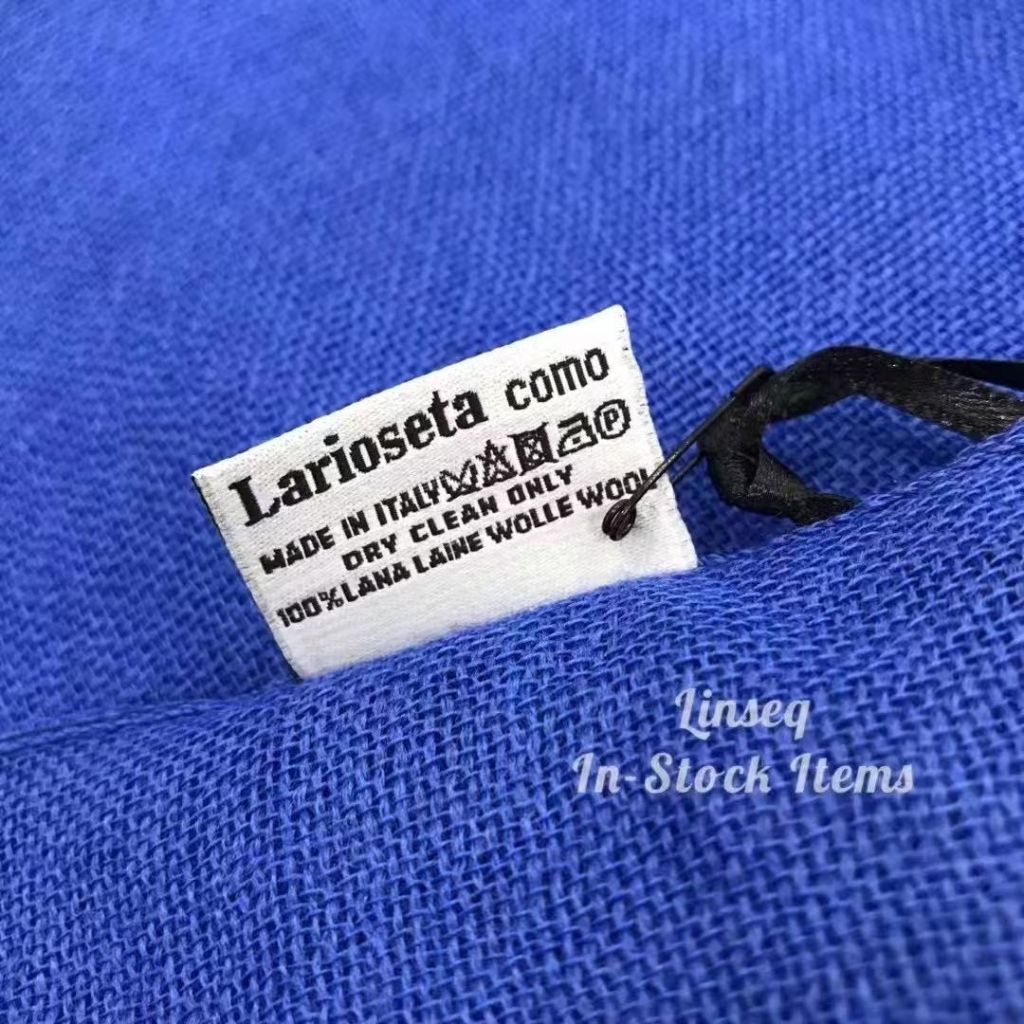 Larioseta como
MADE IN ITALY
DRY CLEAN ONLY
100% LANA LAINE WOLLE WOOL
Linseq
In-Stock Items